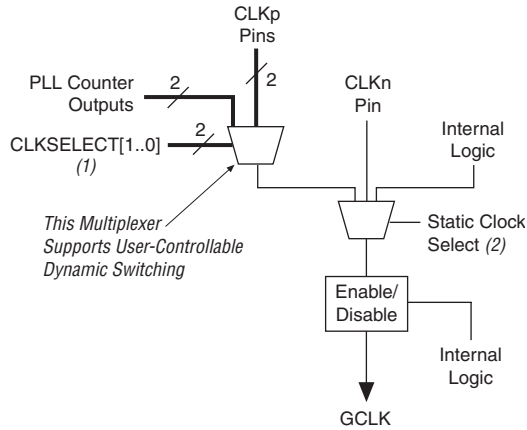 CLKp
Pins
2
PLL Counter
Outputs
2
CLKn
Pin
CLKSELECT[1..0]
(1)
2
Internal
Logic
This Multiplexer
Supports User-Controllable
Dynamic Switching
Static Clock
Select (2)
Enable/
Disable
Internal
Logic
GCLK